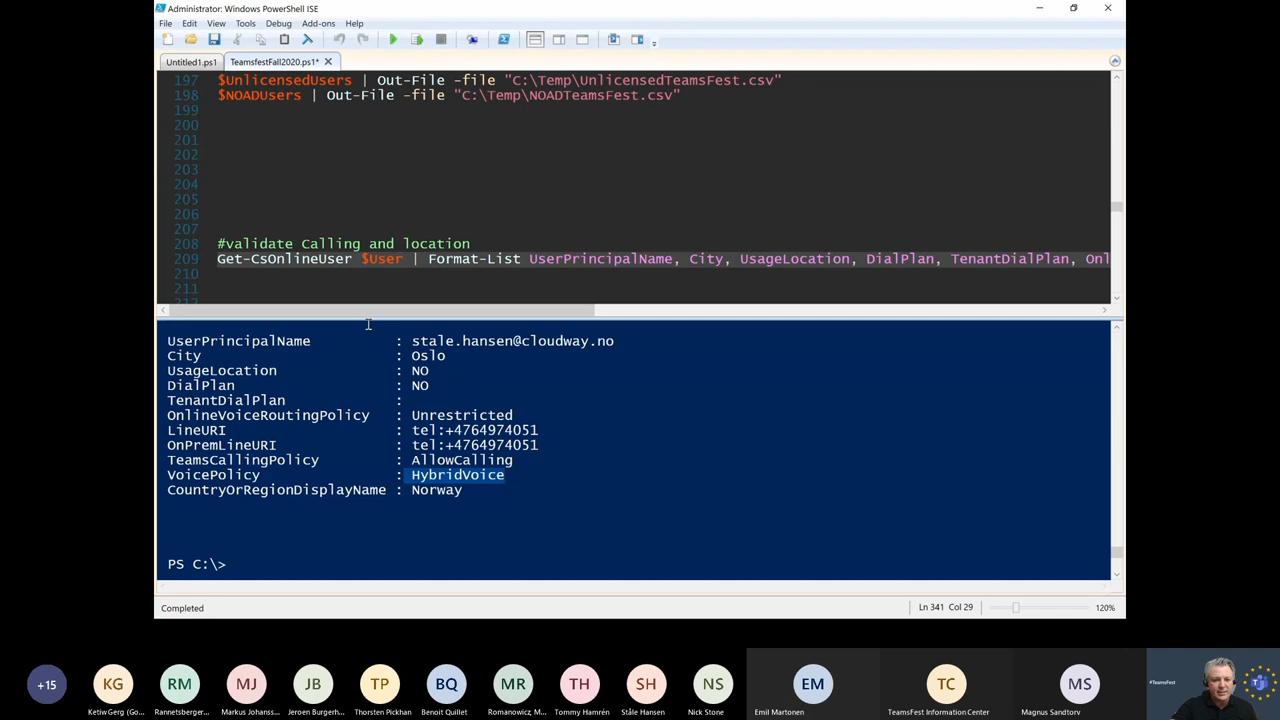 Administrator: Windows PowerShell ISE
File Edit View Tools Debug Add-ons Help
Untitled1.ps1 TeamsfestFall2020.ps1*
197 $UnlicensedUsers | Out-File -file "C:\Temp\UnlicensedTeamsFest.csv"
198 $NOADUsers | Out-File -file "C:\Temp\NOADTeamsFest.csv"
199
200
201
202
203
204
205
206
207
208 #validate Calling and location
209 Get-CsOnlineUser $User | Format-List UserPrincipalName, City, UsageLocation, DialPlan, TenantDialPlan, Onl
210
211
212
UserPrincipalName : stale.hansen@cloudway.no
City : Oslo
UsageLocation : NO
DialPlan : NO
TenantDialPlan :
OnlineVoiceRoutingPolicy : Unrestricted
LineURI : tel:+4764974051
OnPremLineURI : tel:+4764974051
TeamsCallingPolicy : AllowCalling
VoicePolicy : HybridVoice
CountryOrRegionDisplayName : Norway
PS C:\>
Completed Ln 341 Col 29 120%
+15 KG RM MJ JB TP BQ MR TH SH NS EM TC MS #TeamsFest
Ketiw Gerg (Go... Rannetsberger... Markus Johanss... Jeroen Burgerh... Thorsten Pickhan Benoit Quillet Romanowicz, M... Tommy Hamrén Ståle Hansen Nick Stone Emil Martonen TeamsFest Information Center Magnus Sandtorv